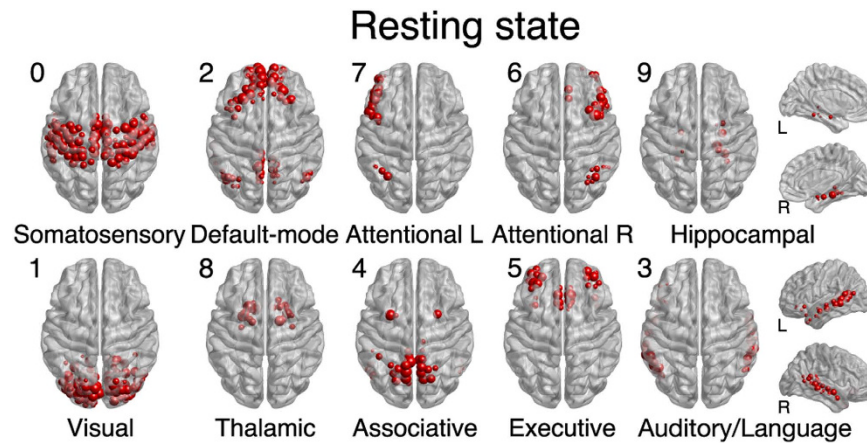 Resting state
0 2 7 6 9
L
R
Somatosensory Default-mode Attentional L Attentional R Hippocampal
1 8 4 5 3
L
R
Visual Thalamic Associative Executive Auditory/Language